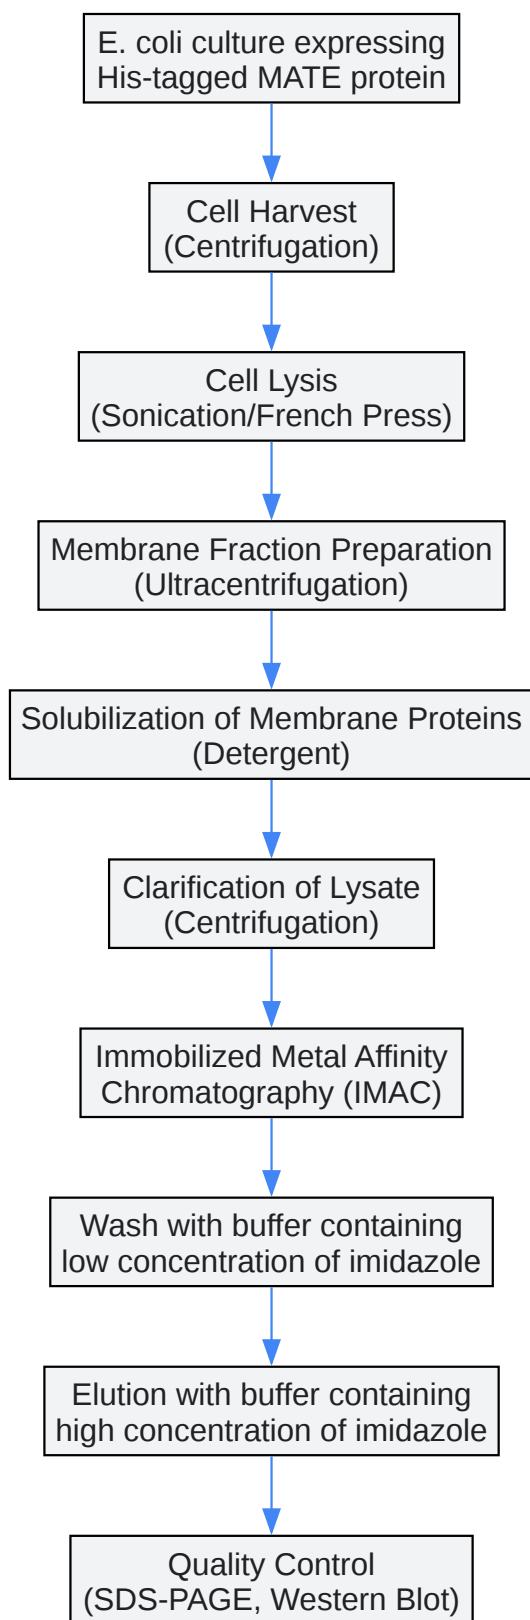 E. coli culture expressing
His-tagged MATE protein
Cell Harvest
(Centrifugation)
Cell Lysis
(Sonication/French Press)
Membrane Fraction Preparation
(Ultracentrifugation)
Solubilization of Membrane Proteins
(Detergent)
Clarification of Lysate
(Centrifugation)
Immobilized Metal Affinity
Chromatography (IMAC)
Wash with buffer containing
low concentration of imidazole
Elution with buffer containing
high concentration of imidazole
Quality Control
(SDS-PAGE, Western Blot)